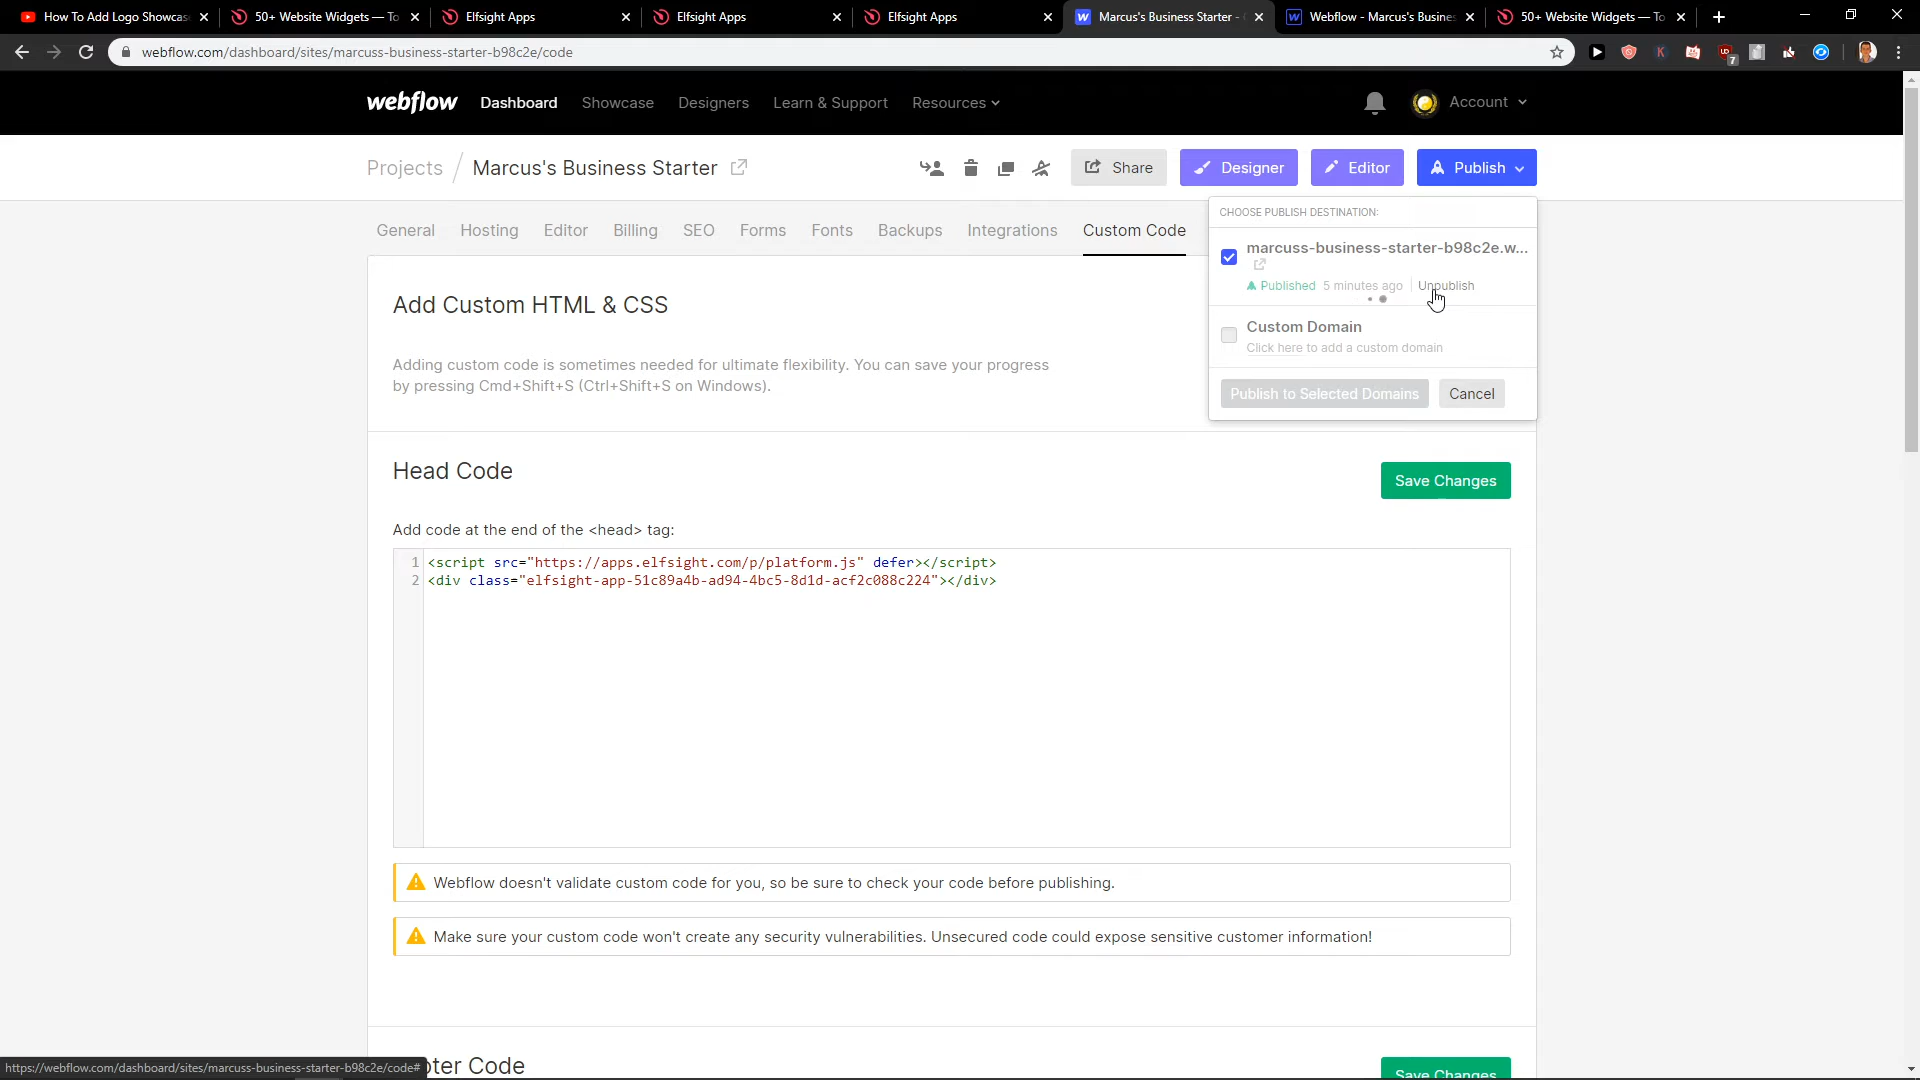 How To Add Logo Showcas
50+ Website Widgets — To
Elfsight Apps
Elfsight Apps
Elfsight Apps
Marcus's Business Starter -
Webflow - Marcus's Busines
50+ Website Widgets — To
webflow.com/dashboard/sites/marcuss-business-starter-b98c2e/code
7
webflow
Dashboard
Showcase
Designers
Learn & Support
Resources
Account
Projects / Marcus's Business Starter
Share
Designer
Editor
Publish
General
Hosting
Editor
Billing
SEO
Forms
Fonts
Backups
Integrations
Custom Code
CHOOSE PUBLISH DESTINATION:
marcuss-business-starter-b98c2e.w...
Published 5 minutes ago
Unpublish
Custom Domain
Click here to add a custom domain
Publish to Selected Domains
Cancel
Add Custom HTML & CSS
Adding custom code is sometimes needed for ultimate flexibility. You can save your progress
by pressing Cmd+Shift+S (Ctrl+Shift+S on Windows).
Head Code
Save Changes
Add code at the end of the <head> tag:
1 <script src="https://apps.elfsight.com/p/platform.js" defer></script>
2 <div class="elfsight-app-51c89a4b-ad94-4bc5-8d1d-acf2c088c224"></div>
Webflow doesn't validate custom code for you, so be sure to check your code before publishing.
Make sure your custom code won't create any security vulnerabilities. Unsecured code could expose sensitive customer information!
oter Code
Save Changes
https://webflow.com/dashboard/sites/marcuss-business-starter-b98c2e/code#